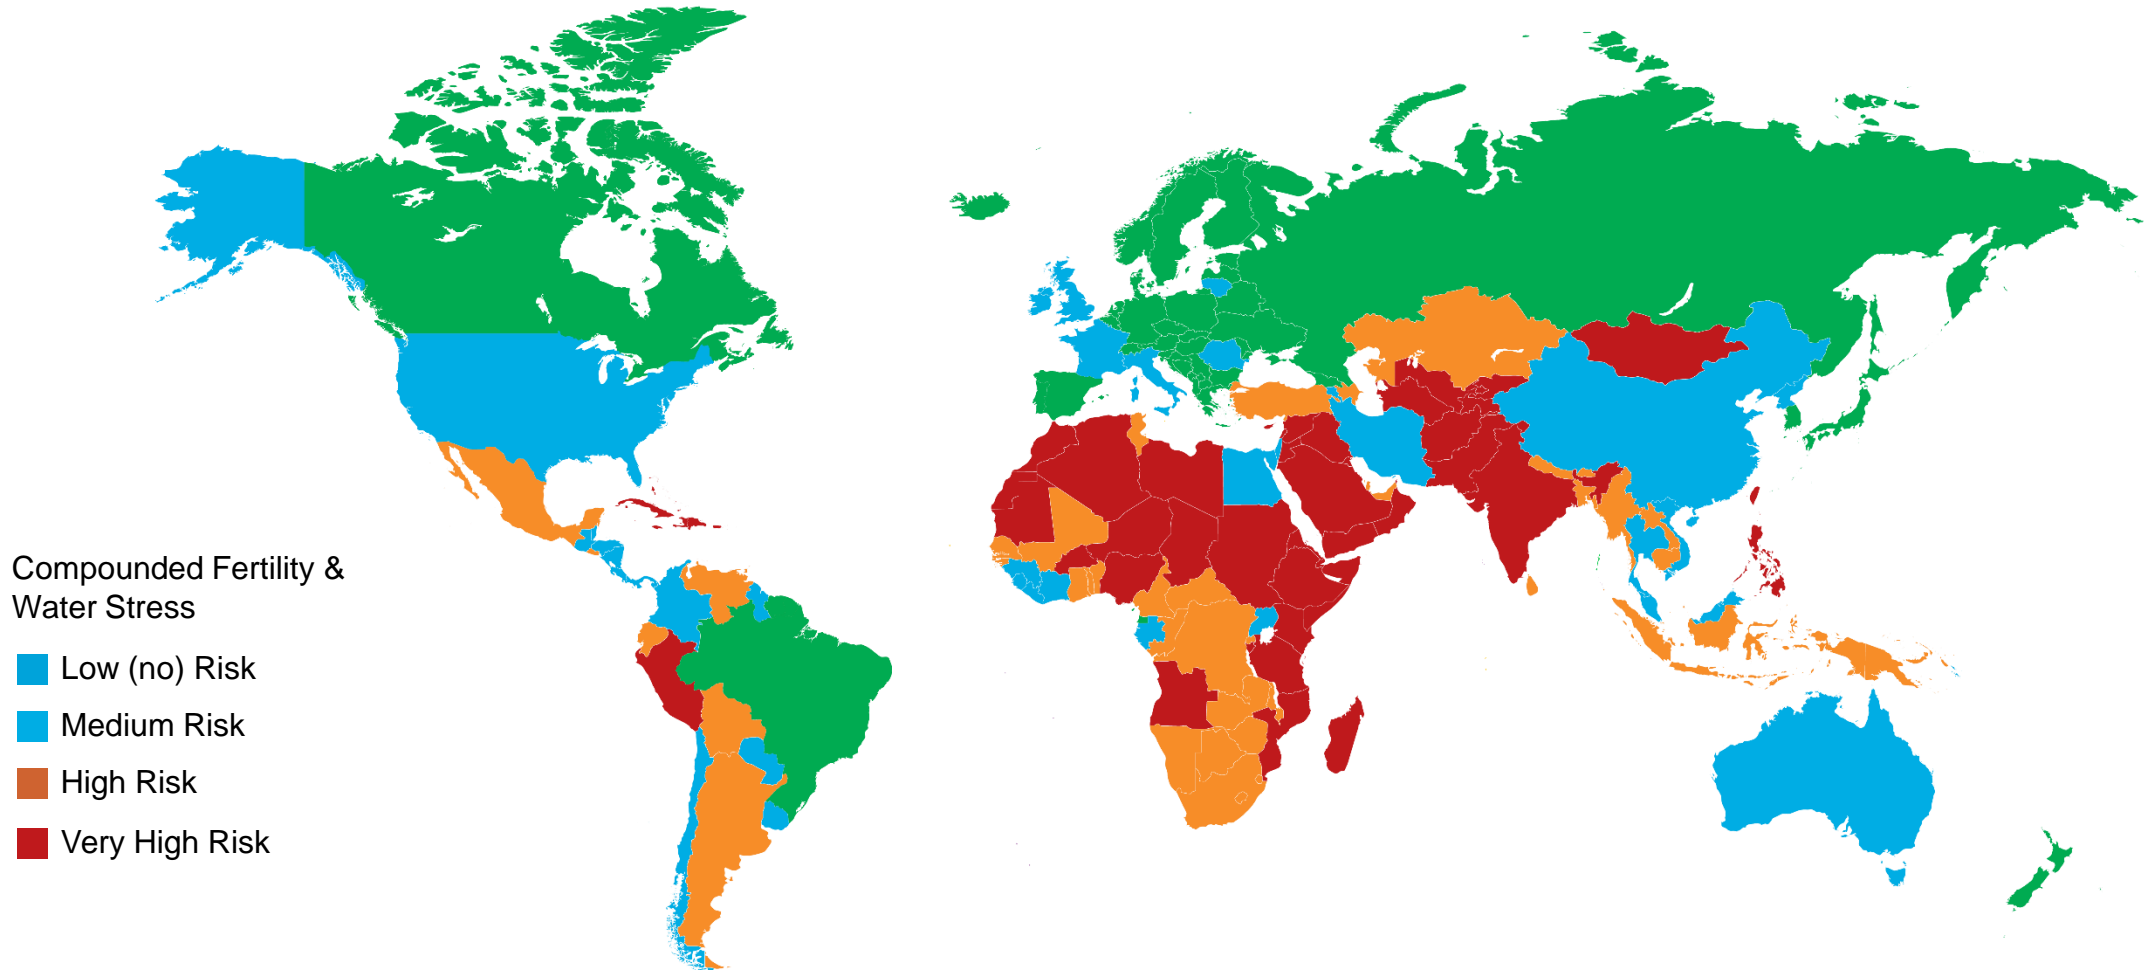 Compounded Fertility &
Water Stress
Low (no) Risk
Medium Risk
High Risk
Very High Risk